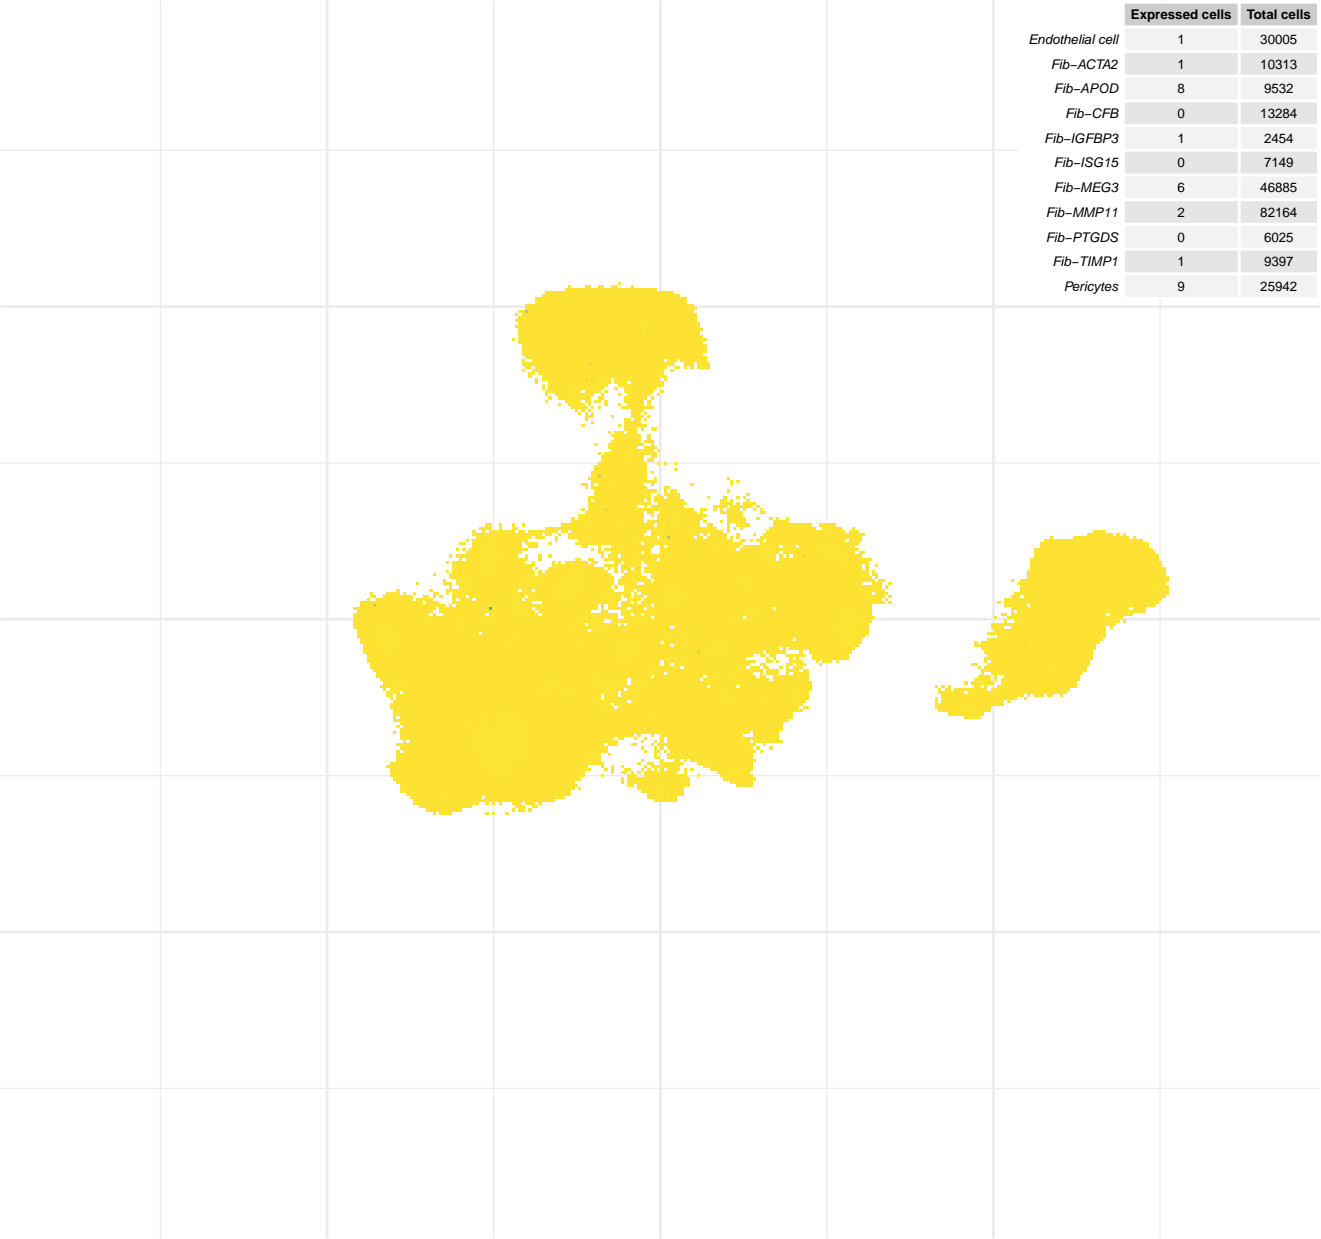 Expressed cells Total cells
Endothelial cell 1 30005
Fib−ACTA2 1 10313
Fib−APOD 8 9532
Fib−CFB 0 13284
Fib−IGFBP3 1 2454
Fib−ISG15 0 7149
Fib−MEG3 6 46885
Fib−MMP11 2 82164
Fib−PTGDS 0 6025
Fib−TIMP1 1 9397
Pericytes 9 25942